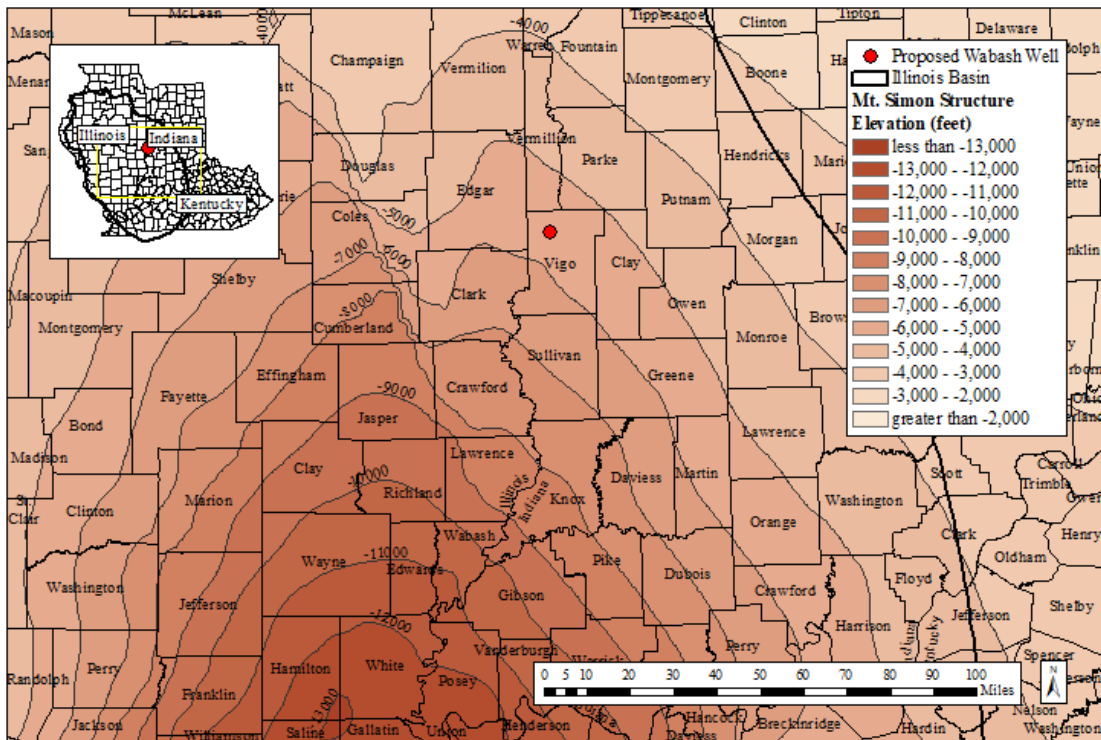 McLean
Tippecanoe
Clinton
Tipton
Delaware
Mason
-4000
-4000
Warren
Fountain
Champaign
Vermilion
Montgomery
Boone
Proposed Wabash Well
Illinois Basin
Mt. Simon Structure
Elevation (feet)
less than -13,000
-13,000 - -12,000
-12,000 - -11,000
-11,000 - -10,000
-10,000 - -9,000
-9,000 - -8,000
-8,000 - -7,000
-7,000 - -6,000
-6,000 - -5,000
-5,000 - -4,000
-4,000 - -3,000
-3,000 - -2,000
greater than -2,000
Illinois
Indiana
Kentucky
Vermillion
Parke
Hendricks
Douglas
Edgar
Putnam
Coles
-5000
Morgan
-6000
-7000
Vigo
Clay
Shelby
Clark
Owen
Macoupin
-8000
Montgomery
Cumberland
Monroe
Sullivan
Effingham
Crawford
Greene
Fayette
-9000
Jasper
Bond
Lawrence
Lawrence
Madison
Clay
Daviess
Martin
Scott
Carroll
Trimble
Marion
-10000
Richland
Illinois
Indiana
Knox
Washington
St.
Clair
Clinton
Orange
Wabash
Clark
Henry
Oldham
Wayne
-11000
Edwards
Pike
Dubois
Washington
Jefferson
Gibson
Crawford
Floyd
Harrison
Jefferson
Shelby
-12000
Perry
Hamilton
White
Vanderburgh
Warrick
Perry
Spencer
Randolph
Franklin
Posey
0 5 10 20 30 40 50 60 70 80 90 100
Miles
N
-13000
Nelson
Jackson
Williamson
Saline
Gallatin
Union
Henderson
Daviess
Hancock
Breckinridge
Hardin
Washington